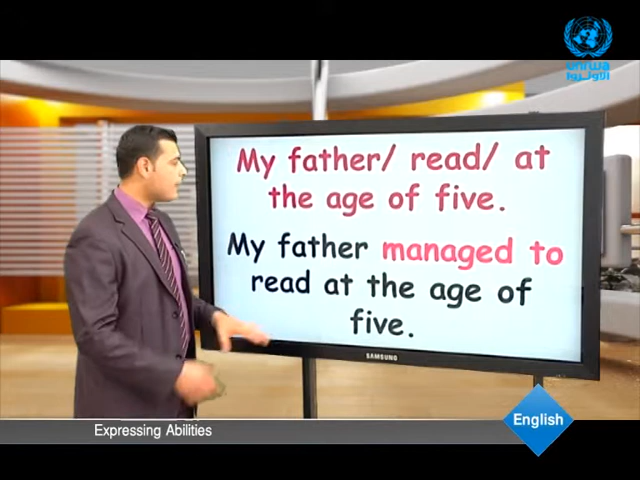 unrwa
الأونروا
My father/ read/ at
the age of five.
My father managed to
read at the age of
five.
SAMSUNG
English
Expressing Abilities